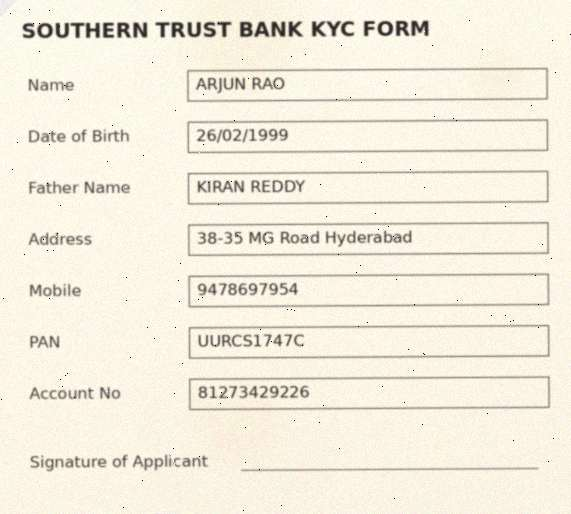 SOUTHERN TRUST BANK KYC FORM
Name ARJUN RAO
Date of Birth 26/02/1999
Father Name KIRAN REDDY
Address 38-35 MG Road Hyderabad
Mobile 9478697954
PAN UURCS1747C
Account No 81273429226
Signature of Applicant